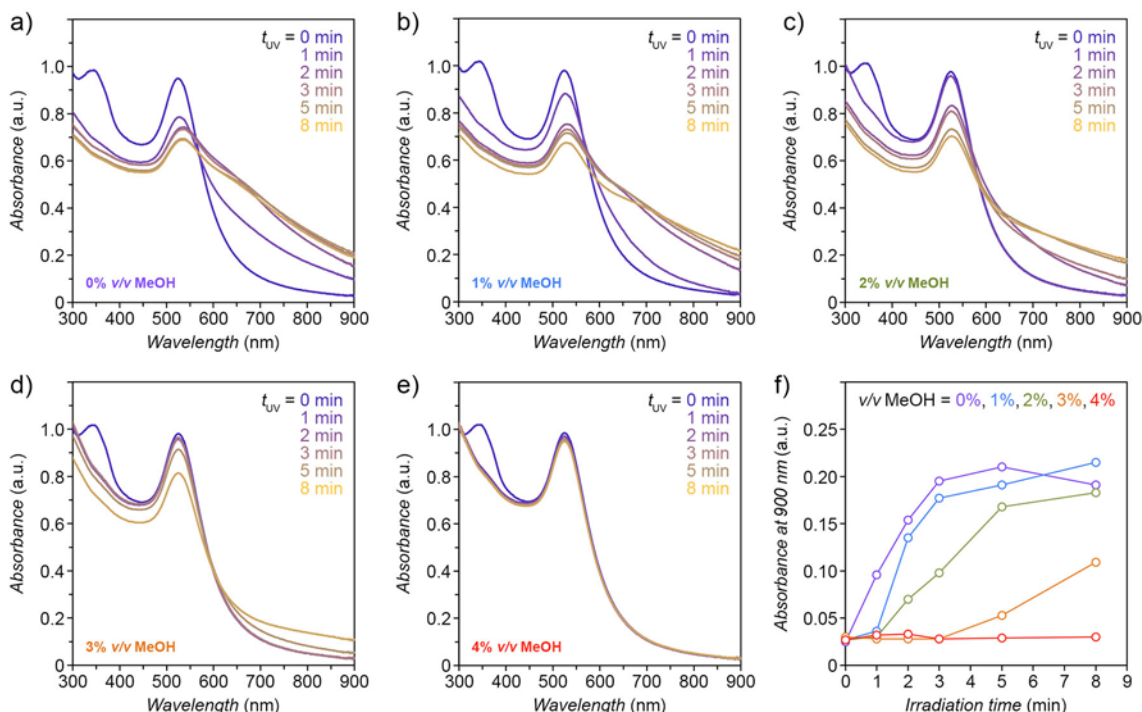 a)
t_UV = 0 min
1 min
2 min
3 min
5 min
8 min
Absorbance (a.u.)
1.0
0.8
0.6
0.4
0.2
0
0% v/v MeOH
300 400 500 600 700 800 900
Wavelength (nm)
b)
t_UV = 0 min
1 min
2 min
3 min
5 min
8 min
Absorbance (a.u.)
1.0
0.8
0.6
0.4
0.2
0
1% v/v MeOH
300 400 500 600 700 800 900
Wavelength (nm)
c)
t_UV = 0 min
1 min
2 min
3 min
5 min
8 min
Absorbance (a.u.)
1.0
0.8
0.6
0.4
0.2
0
2% v/v MeOH
300 400 500 600 700 800 900
Wavelength (nm)
d)
t_UV = 0 min
1 min
2 min
3 min
5 min
8 min
Absorbance (a.u.)
1.0
0.8
0.6
0.4
0.2
0
3% v/v MeOH
300 400 500 600 700 800 900
Wavelength (nm)
e)
t_UV = 0 min
1 min
2 min
3 min
5 min
8 min
Absorbance (a.u.)
1.0
0.8
0.6
0.4
0.2
0
4% v/v MeOH
300 400 500 600 700 800 900
Wavelength (nm)
f)
v/v MeOH = 0%, 1%, 2%, 3%, 4%
Absorbance at 900 nm (a.u.)
0.25
0.20
0.15
0.10
0.05
0
0 1 2 3 4 5 6 7 8 9
Irradiation time (min)